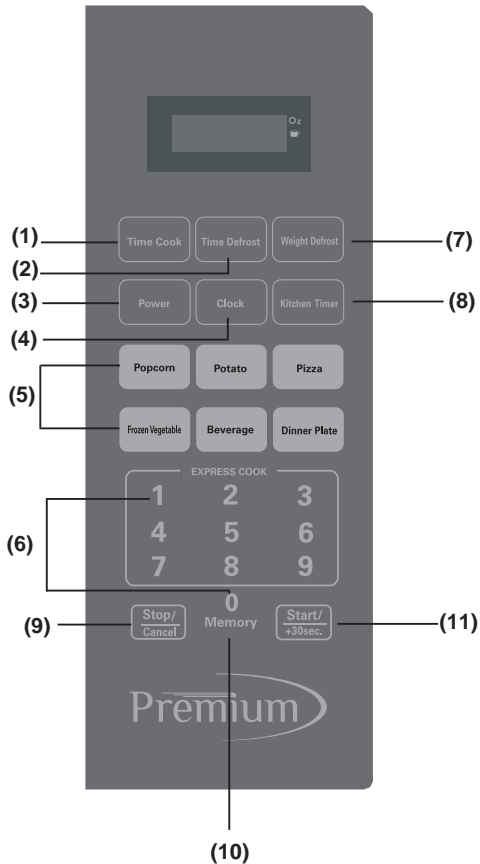 Oz
(1) Time Cook Time Defrost Weight Defrost (7)
(2)
(3) Power Clock Kitchen Timer (8)
(4)
Popcorn Potato Pizza
(5)
Frozen Vegetable Beverage Dinner Plate
EXPRESS COOK
1 2 3
4 5 6
(6)
7 8 9
0
(9) Stop/ Memory Start/ (11)
Cancel +30sec.
Premium
(10)